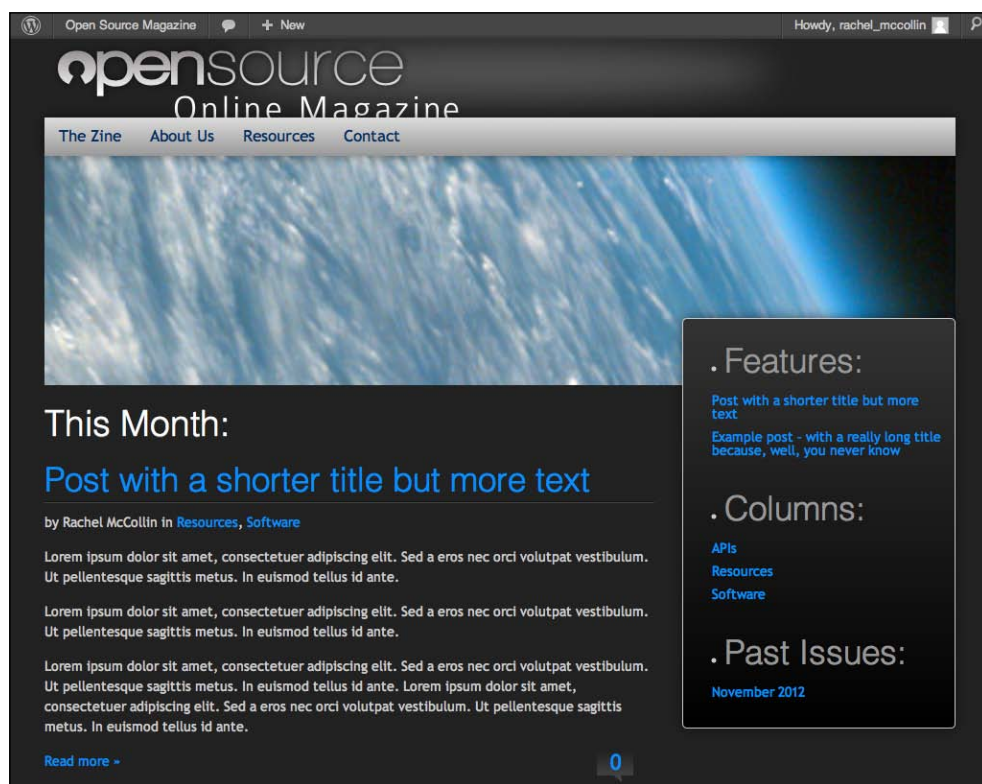 Open Source Magazine + New Howdy, rachel_mccollin
opensource
Online Magazine
The Zine About Us Resources Contact
This Month:
Post with a shorter title but more text
by Rachel McCollin in Resources, Software
Lorem ipsum dolor sit amet, consectetuer adipiscing elit. Sed a eros nec orci volutpat vestibulum.
Ut pellentesque sagittis metus. In euismod tellus id ante.
Lorem ipsum dolor sit amet, consectetuer adipiscing elit. Sed a eros nec orci volutpat vestibulum.
Ut pellentesque sagittis metus. In euismod tellus id ante.
Lorem ipsum dolor sit amet, consectetuer adipiscing elit. Sed a eros nec orci volutpat vestibulum.
Ut pellentesque sagittis metus. In euismod tellus id ante. Lorem ipsum dolor sit amet,
consectetuer adipiscing elit. Sed a eros nec orci volutpat vestibulum. Ut pellentesque sagittis
metus. In euismod tellus id ante.
Read more »
0
• Features:
Post with a shorter title but more
text
Example post - with a really long title
because, well, you never know
• Columns:
APIs
Resources
Software
• Past Issues:
November 2012